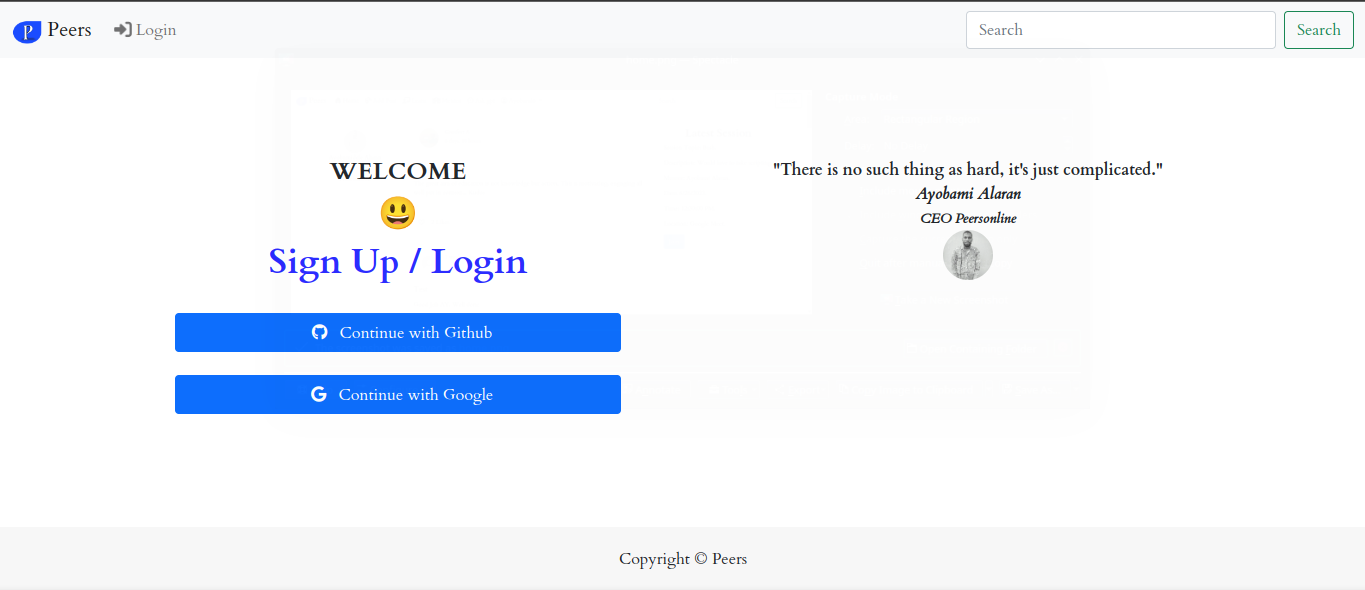 Peers
Login
Search
Search
WELCOME
Sign Up / Login
Continue with Github
Continue with Google
"There is no such thing as hard, it's just complicated."
Ayobami Alaran
CEO Peersonline
Copyright © Peers